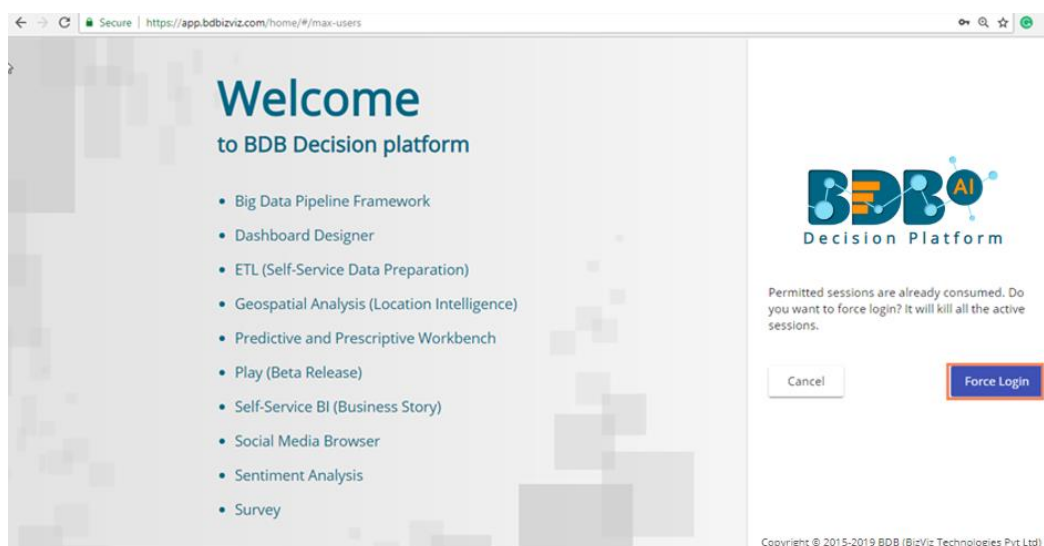 Secure | https://app.bdbizviz.com/home/#/max-users
Welcome
to BDB Decision platform
• Big Data Pipeline Framework
• Dashboard Designer
• ETL (Self-Service Data Preparation)
• Geospatial Analysis (Location Intelligence)
• Predictive and Prescriptive Workbench
• Play (Beta Release)
• Self-Service BI (Business Story)
• Social Media Browser
• Sentiment Analysis
• Survey
BDB AI
Decision Platform
Permitted sessions are already consumed. Do
you want to force login? It will kill all the active
sessions.
Cancel
Force Login
Copyright © 2015-2019 BDB (BizViz Technologies Pvt Ltd)